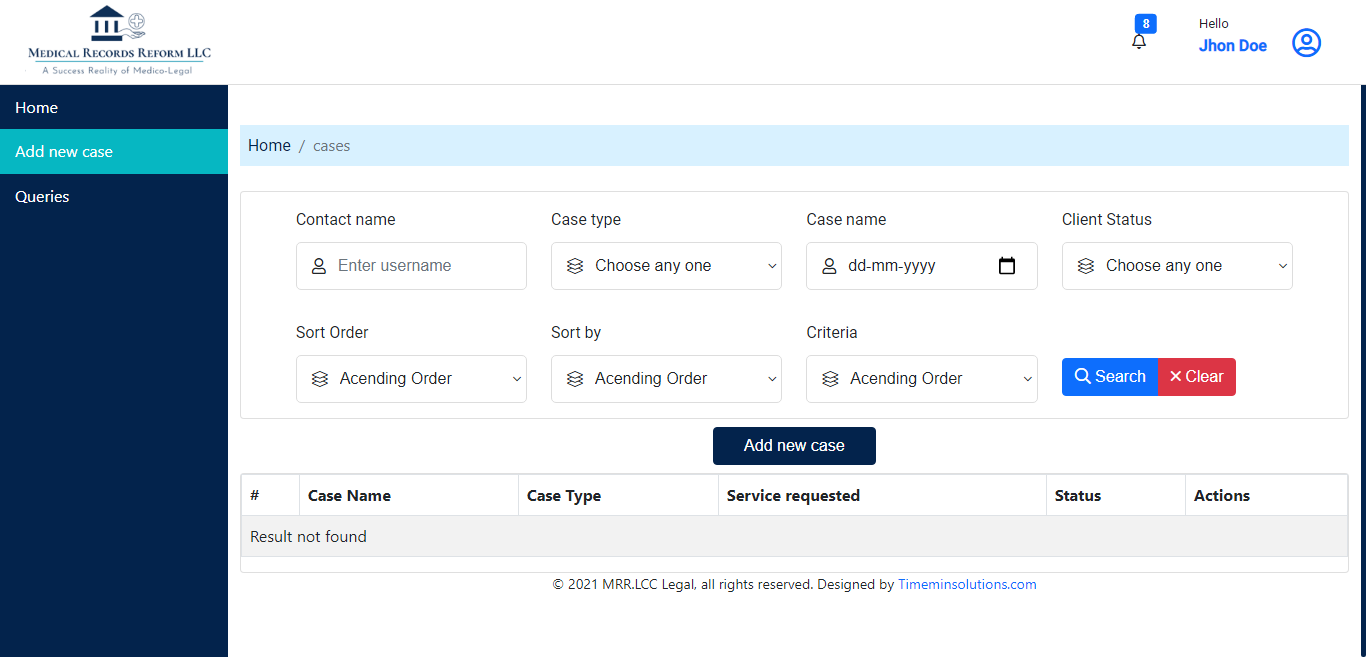 MEDICAL RECORDS REFORM LLC
A Success Reality of Medico-Legal
8
Hello
Jhon Doe
Home
Add new case
Queries
Home / cases
Contact name Case type Case name Client Status
Enter username Choose any one dd-mm-yyyy Choose any one
Sort Order Sort by Criteria
Acending Order Acending Order Acending Order Search Clear
Add new case
# Case Name Case Type Service requested Status Actions
Result not found
© 2021 MRR.LCC Legal, all rights reserved. Designed by Timeminsolutions.com